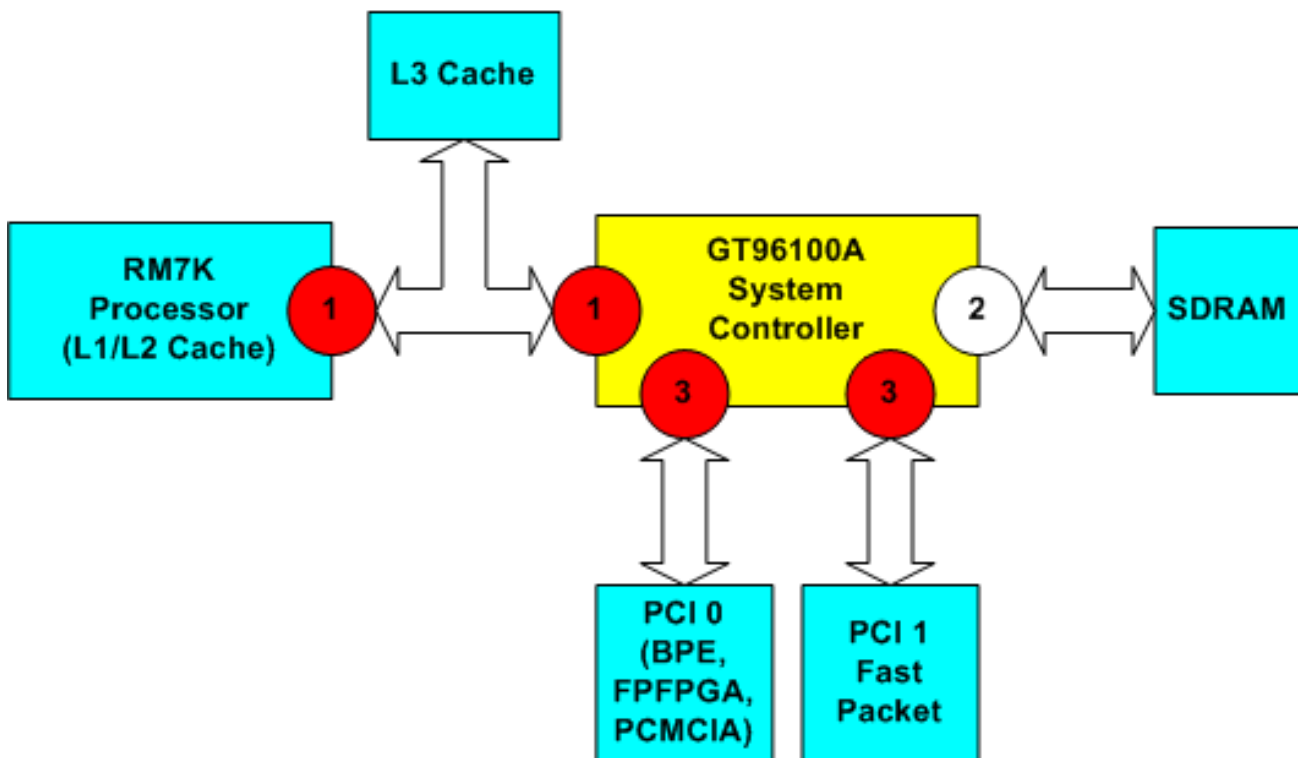 L3 Cache
RM7K
Processor
(L1/L2 Cache)
1
1
GT96100A
System
Controller
2
SDRAM
3
3
PCI 0
(BPE,
FPFPGA,
PCMCIA)
PCI 1
Fast
Packet